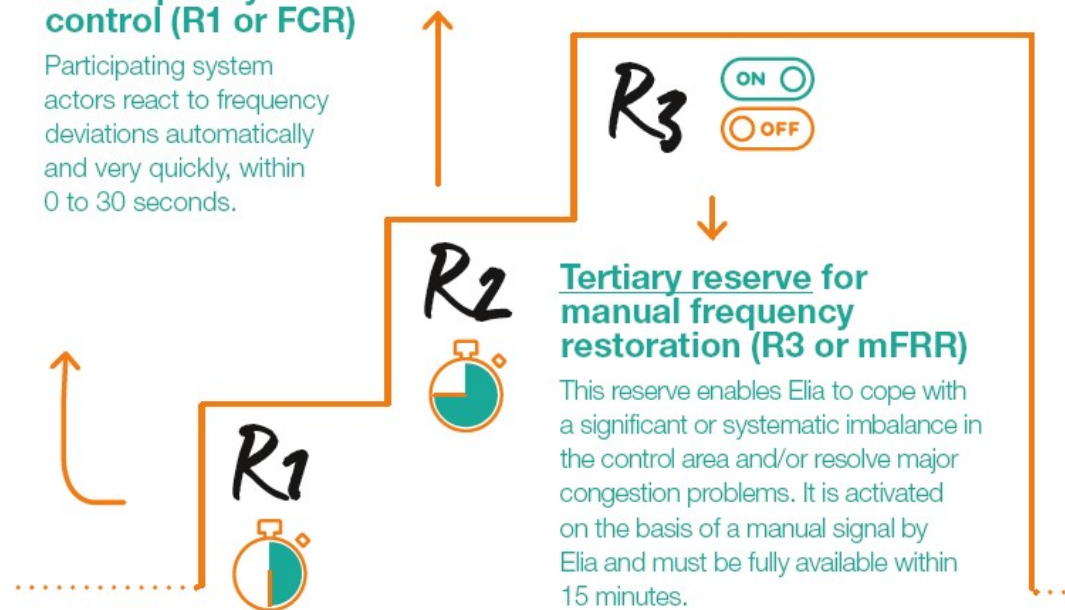 control (R1 or FCR)
Participating system
actors react to frequency
deviations automatically
and very quickly, within
0 to 30 seconds.
R3
ON
OFF
R2
Tertiary reserve for
manual frequency
restoration (R3 or mFRR)
This reserve enables Elia to cope with
a significant or systematic imbalance in
the control area and/or resolve major
congestion problems. It is activated
on the basis of a manual signal by
Elia and must be fully available within
15 minutes.
R1